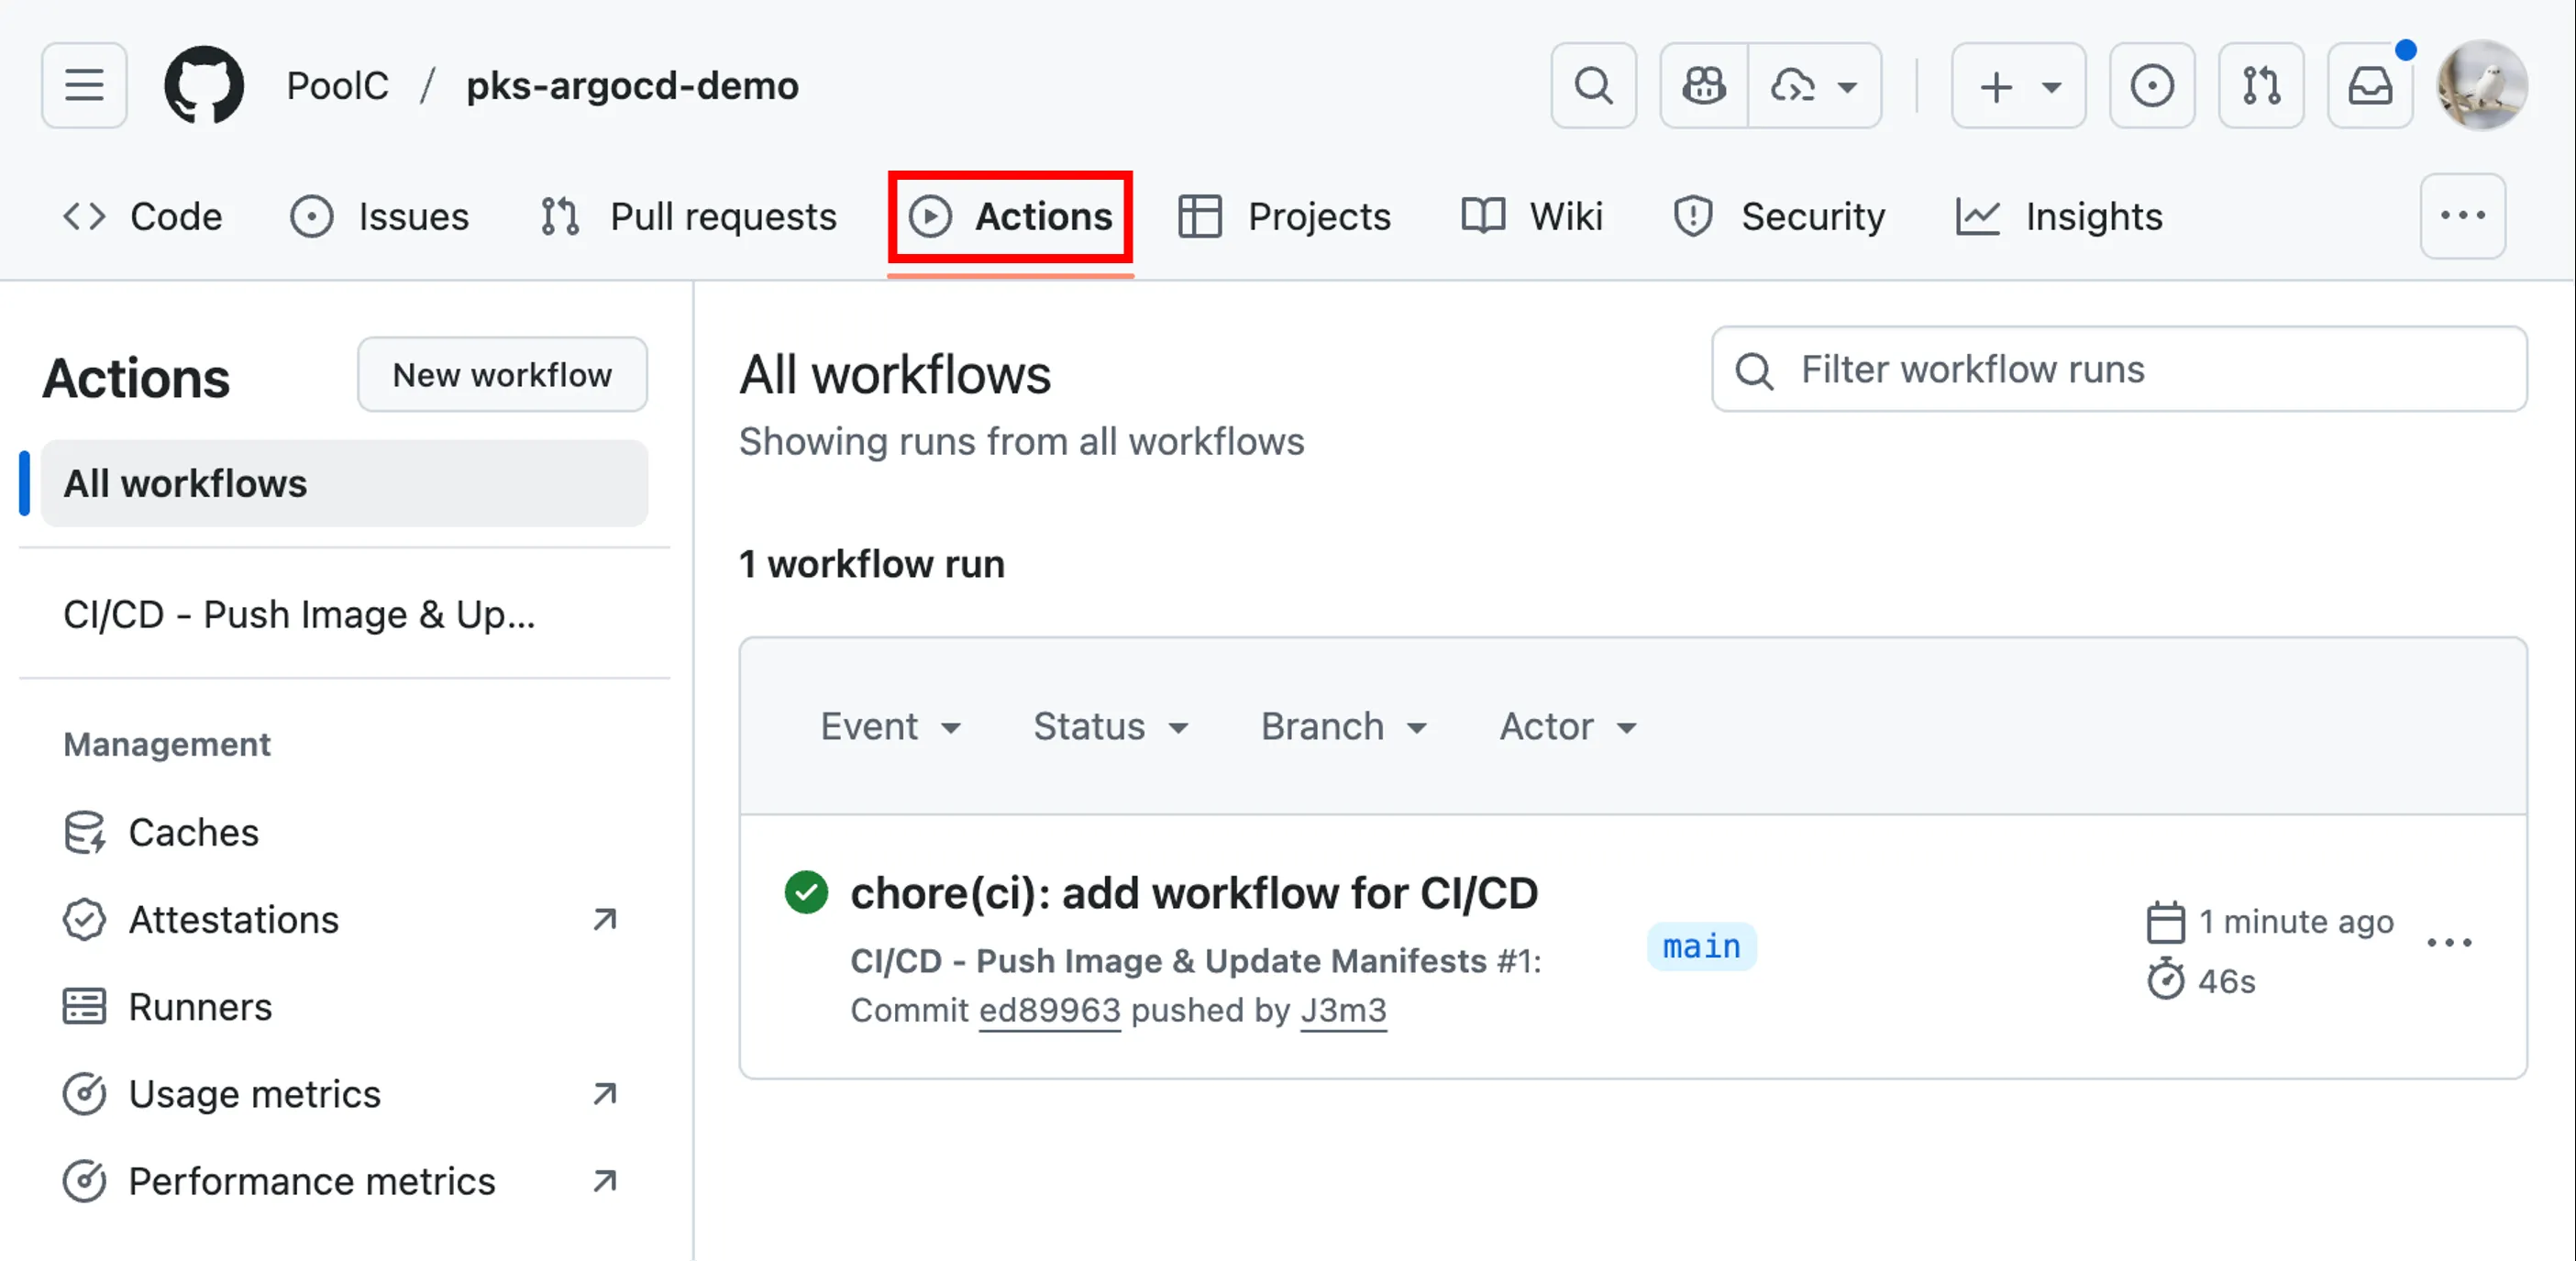 PoolC / pks-argocd-demo
Code Issues Pull requests Actions Projects Wiki Security Insights
Actions
New workflow
All workflows
CI/CD - Push Image & Up...
Management
Caches
Attestations
Runners
Usage metrics
Performance metrics
All workflows
Showing runs from all workflows
Filter workflow runs
1 workflow run
Event Status Branch Actor
chore(ci): add workflow for CI/CD
CI/CD - Push Image & Update Manifests #1:
Commit ed89963 pushed by J3m3
main
1 minute ago
46s